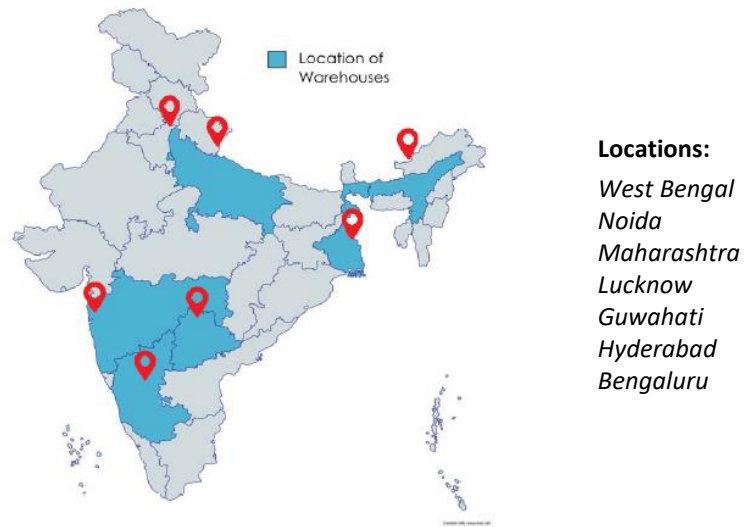 Location of
Warehouses
Locations:
West Bengal
Noida
Maharashtra
Lucknow
Guwahati
Hyderabad
Bengaluru